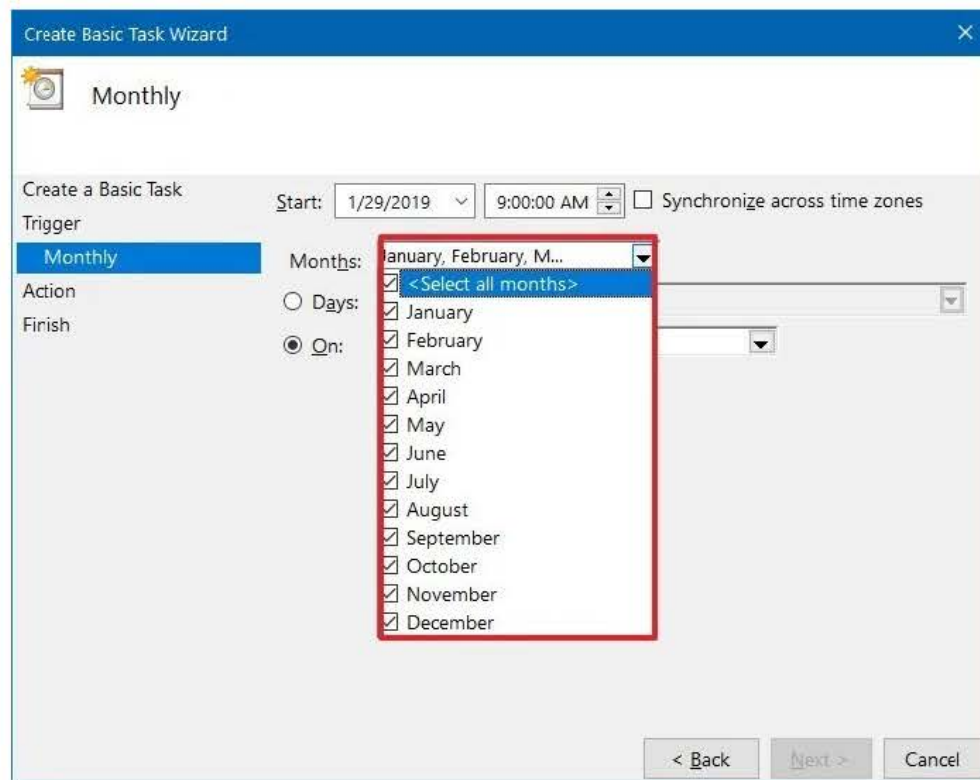 Create Basic Task Wizard
Monthly
Create a Basic Task
Trigger
Monthly
Action
Finish
Start: 1/29/2019 9:00:00 AM Synchronize across time zones
Months: January, February, M...
<Select all months>
Days:
January
February
On:
March
April
May
June
July
August
September
October
November
December
< Back Next > Cancel